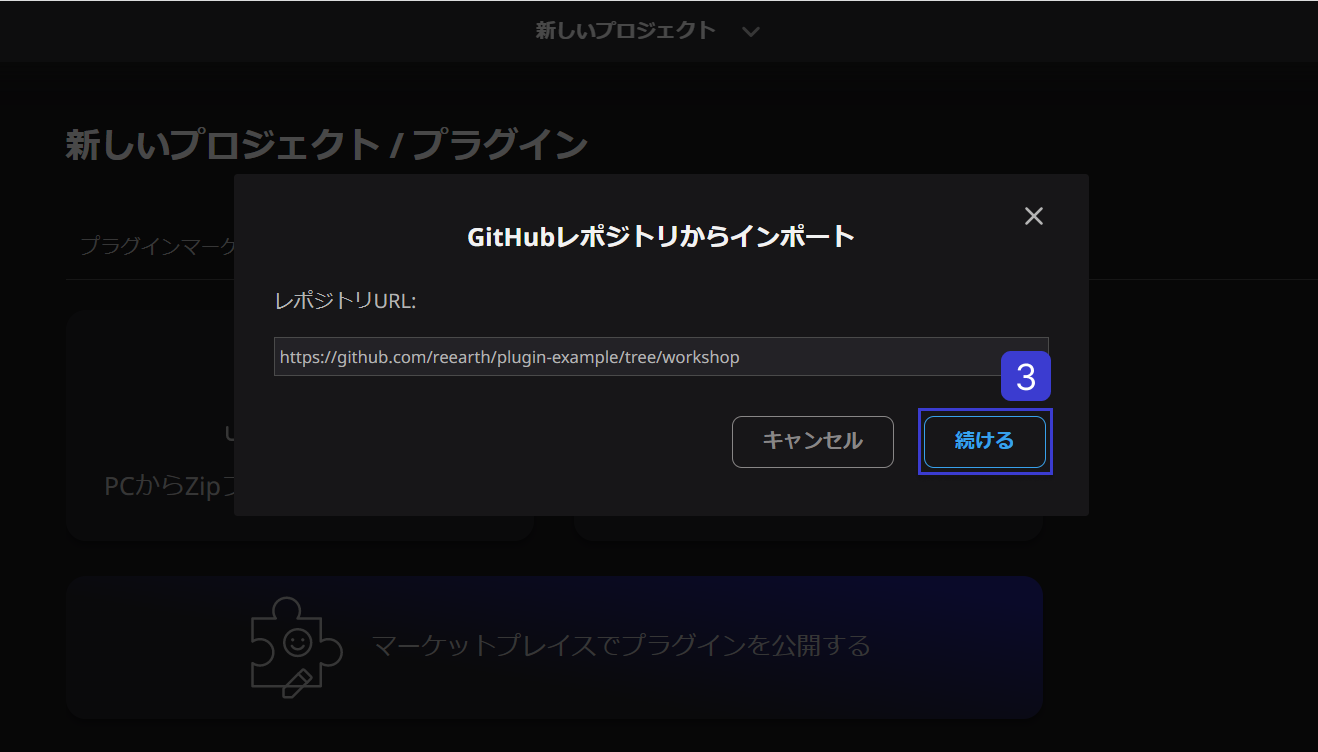 新しいプロジェクト
新しいプロジェクト / プラグイン
プラグインマーケ
GitHubレポジトリからインポート
レポジトリURL:
https://github.com/reearth/plugin-example/tree/workshop
3
キャンセル
続ける
PCからZip
マーケットプレイスでプラグインを公開する